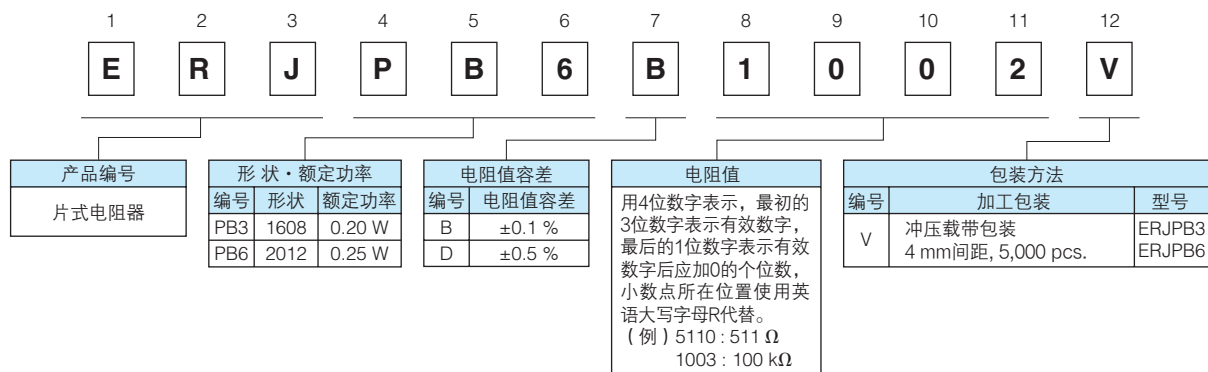 1 2 3 4 5 6 7 8 9 10 11 12
E R J P B 6 B 1 0 0 2 V
产品编号
片式电阻器
形 状・额定功率
编号 形状 额定功率
PB3 1608 0.20 W
PB6 2012 0.25 W
电阻值容差
编号 电阻值容差
B ±0.1 %
D ±0.5 %
电阻值
用4位数字表示，最初的
3位数字表示有效数字，
最后的1位数字表示有效
数字后应加0的个位数，
小数点所在位置使用英
语大写字母R代替。
（例）5110 : 511 Ω
1003 : 100 kΩ
包装方法
编号 加工包装 型号
V 冲压载带包装 ERJPB3
4 mm间距, 5,000 pcs. ERJPB6